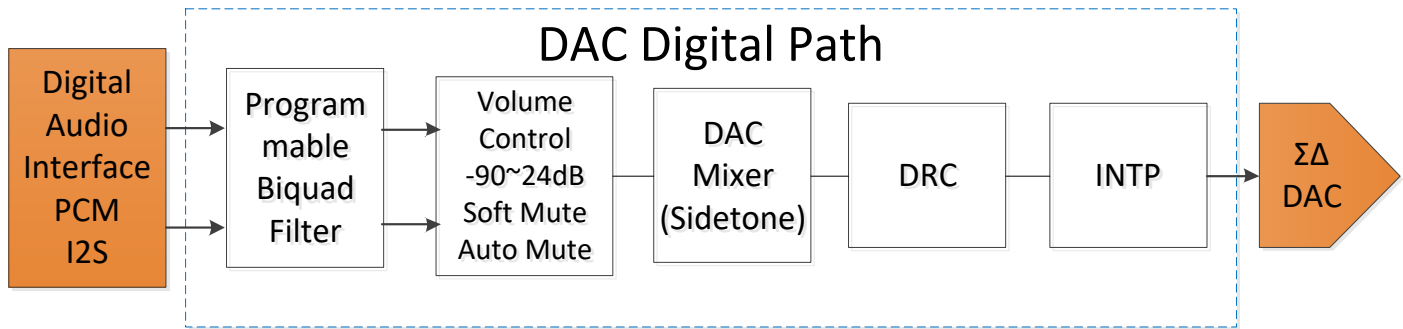 DAC Digital Path
Digital
Audio
Interface
PCM
I2S
Program
mable
Biquad
Filter
Volume
Control
-90~24dB
Soft Mute
Auto Mute
DAC
Mixer
(Sidetone)
DRC
INTP
ΣΔ
DAC